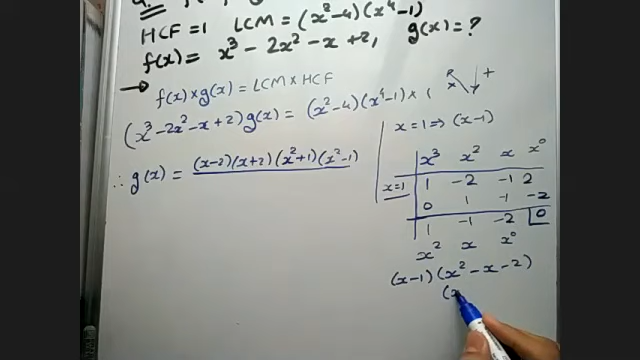 HCF = 1 LCM = (x² - 4)(x⁴ - 1)
f(x) = x³ - 2x² - x + 2, g(x) = ?
→ f(x) × g(x) = LCM × HCF
(x³ - 2x² - x + 2) g(x) = (x² - 4)(x⁴ - 1) × 1
∴ g(x) = (x-2)(x+2)(x²+1)(x²-1)
x = 1 ⇒ (x-1)
x³ x² x x⁰
x=1 1 -2 -1 2
0 1 -1 -2
1 -1 -2 0
x² x x⁰
(x-1)(x² - x - 2)
(x